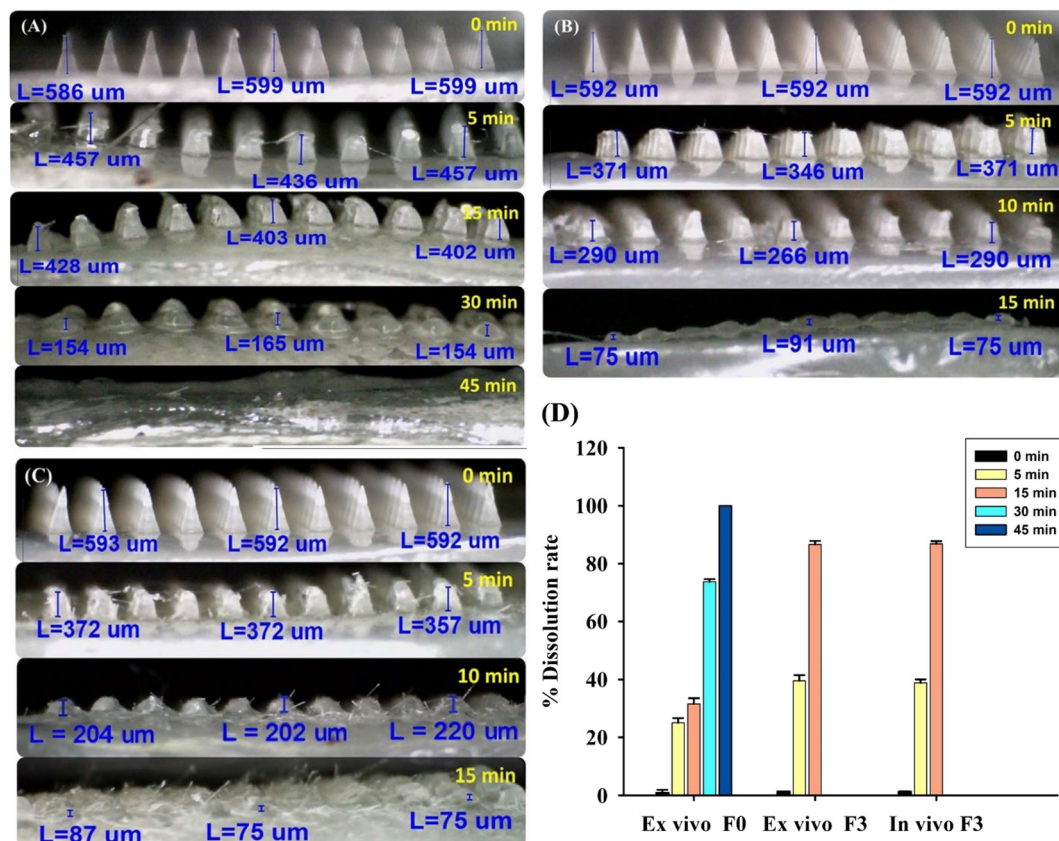 (A)
0 min
L=586 um
L=599 um
L=599 um
5 min
L=457 um
L=436 um
L=457 um
15 min
L=428 um
L=403 um
L=402 um
30 min
L=154 um
L=165 um
L=154 um
45 min
(B)
0 min
L=592 um
L=592 um
L=592 um
5 min
L=371 um
L=346 um
L=371 um
10 min
L=290 um
L=266 um
L=290 um
15 min
L=75 um
L=91 um
L=75 um
(C)
0 min
L=593 um
L=592 um
L=592 um
5 min
L=372 um
L=372 um
L=357 um
10 min
L = 204 um
L = 202 um
L = 220 um
15 min
L=87 um
L=75 um
L=75 um
(D)
% Dissolution rate
120
100
80
60
40
20
0
0 min
5 min
15 min
30 min
45 min
Ex vivo F0
Ex vivo F3
In vivo F3